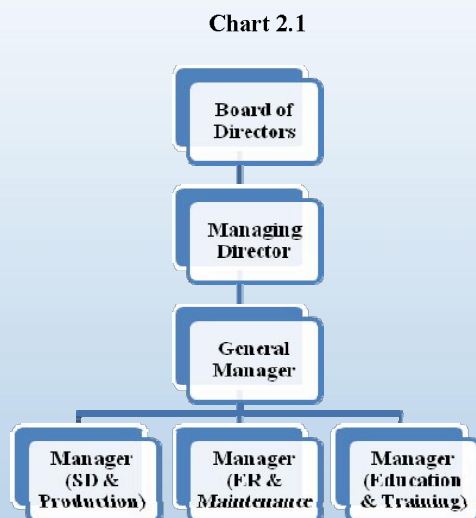 Chart 2.1
Board of
Directors
Managing
Director
General
Manager
Manager
(SD &
Production)
Manager
(ER &
Maintenance
Manager
(Education
& Training)